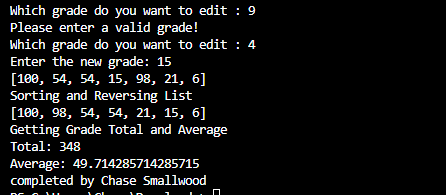 Which grade do you want to edit : 9
Please enter a valid grade!
Which grade do you want to edit : 4
Enter the new grade: 15
[100, 54, 54, 15, 98, 21, 6]
Sorting and Reversing List
[100, 98, 54, 54, 21, 15, 6]
Getting Grade Total and Average
Total: 348
Average: 49.714285714285715
completed by Chase Smallwood